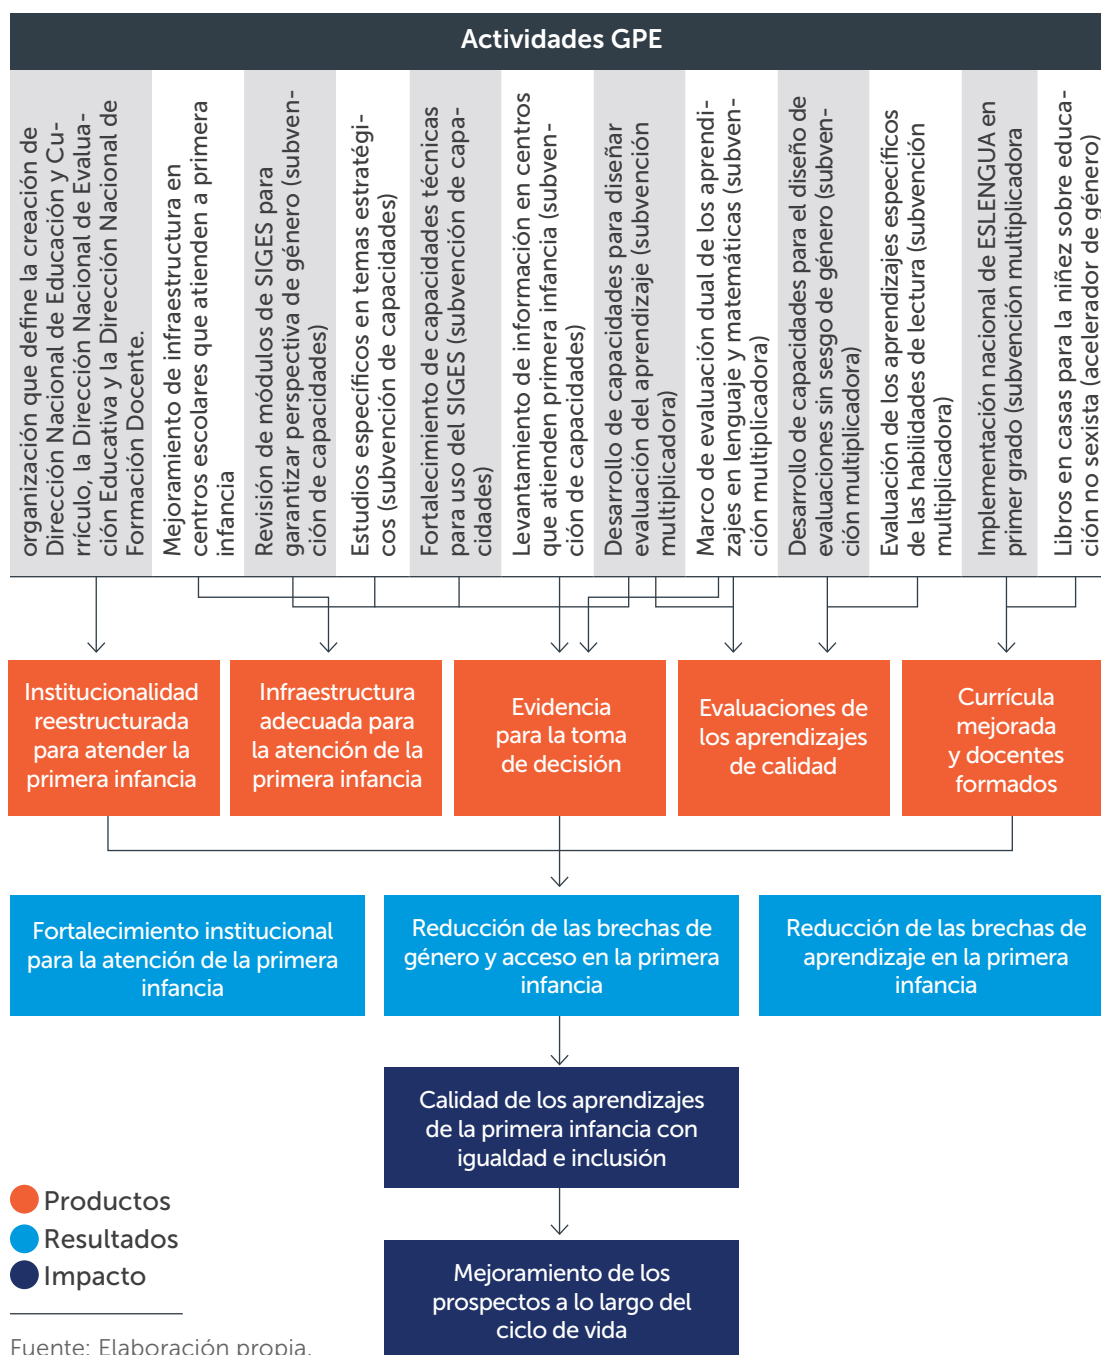 Actividades GPE
organización que define la creación de
Dirección Nacional de Educación y Cu-
rrículo, la Dirección Nacional de Evalua-
ción Educativa y la Dirección Nacional de
Formación Docente.
Mejoramiento de infraestructura en
centros escolares que atienden a primera
infancia
Revisión de módulos de SIGES para
garantizar perspectiva de género (subven-
ción de capacidades)
Estudios específicos en temas estratégi-
cos (subvención de capacidades)
Fortalecimiento de capacidades técnicas
para uso del SIGES (subvención de capa-
cidades)
Levantamiento de información en centros
que atienden primera infancia (subven-
ción de capacidades)
Desarrollo de capacidades para diseñar
evaluación del aprendizaje (subvención
multiplicadora)
Marco de evaluación dual de los aprendi-
zajes en lenguaje y matemáticas (subven-
ción multiplicadora)
Desarrollo de capacidades para el diseño de
evaluaciones sin sesgo de género (subven-
ción multiplicadora)
Evaluación de los aprendizajes específicos
de las habilidades de lectura (subvención
multiplicadora)
Implementación nacional de ESLENGUA en
primer grado (subvención multiplicadora
Libros en casas para la niñez sobre educa-
ción no sexista (acelerador de género)
Institucionalidad
reestructurada
para atender la
primera infancia
Infraestructura
adecuada para
la atención de la
primera infancia
Evidencia
para la toma
de decisión
Evaluaciones de
los aprendizajes
de calidad
Currícula
mejorada
y docentes
formados
Fortalecimiento institucional
para la atención de la primera
infancia
Reducción de las brechas de
género y acceso en la primera
infancia
Reducción de las brechas de
aprendizaje en la primera
infancia
Calidad de los aprendizajes
de la primera infancia con
igualdad e inclusión
Productos
Resultados
Impacto
Mejoramiento de los
prospectos a lo largo del
ciclo de vida
Fuente: Elaboración propia.